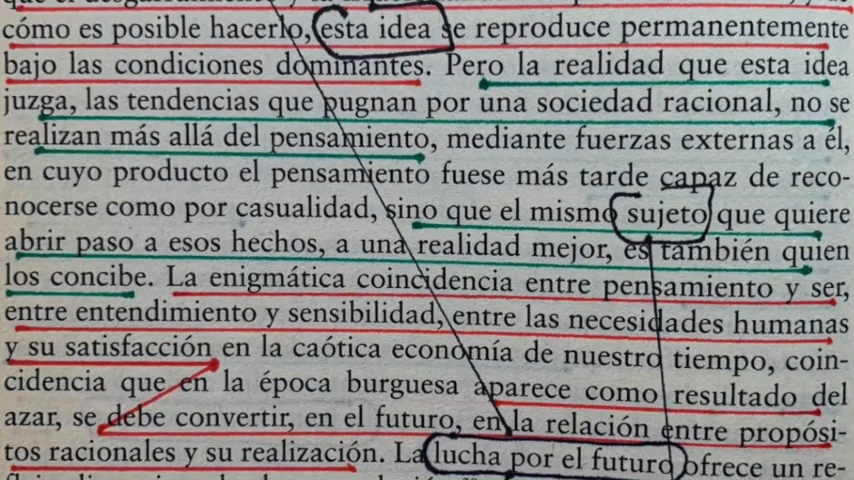 cómo es posible hacerlo, esta idea se reproduce permanentemente
bajo las condiciones dominantes. Pero la realidad que esta idea
juzga, las tendencias que pugnan por una sociedad racional, no se
realizan más allá del pensamiento, mediante fuerzas externas a él,
en cuyo producto el pensamiento fuese más tarde capaz de reco-
nocerse como por casualidad, sino que el mismo sujeto que quiere
abrir paso a esos hechos, a una realidad mejor, es también quien
los concibe. La enigmática coincidencia entre pensamiento y ser,
entre entendimiento y sensibilidad, entre las necesidades humanas
y su satisfacción en la caótica economía de nuestro tiempo, coin-
cidencia que en la época burguesa aparece como resultado del
azar, se debe convertir, en el futuro, en la relación entre propósi-
tos racionales y su realización. La lucha por el futuro ofrece un re-